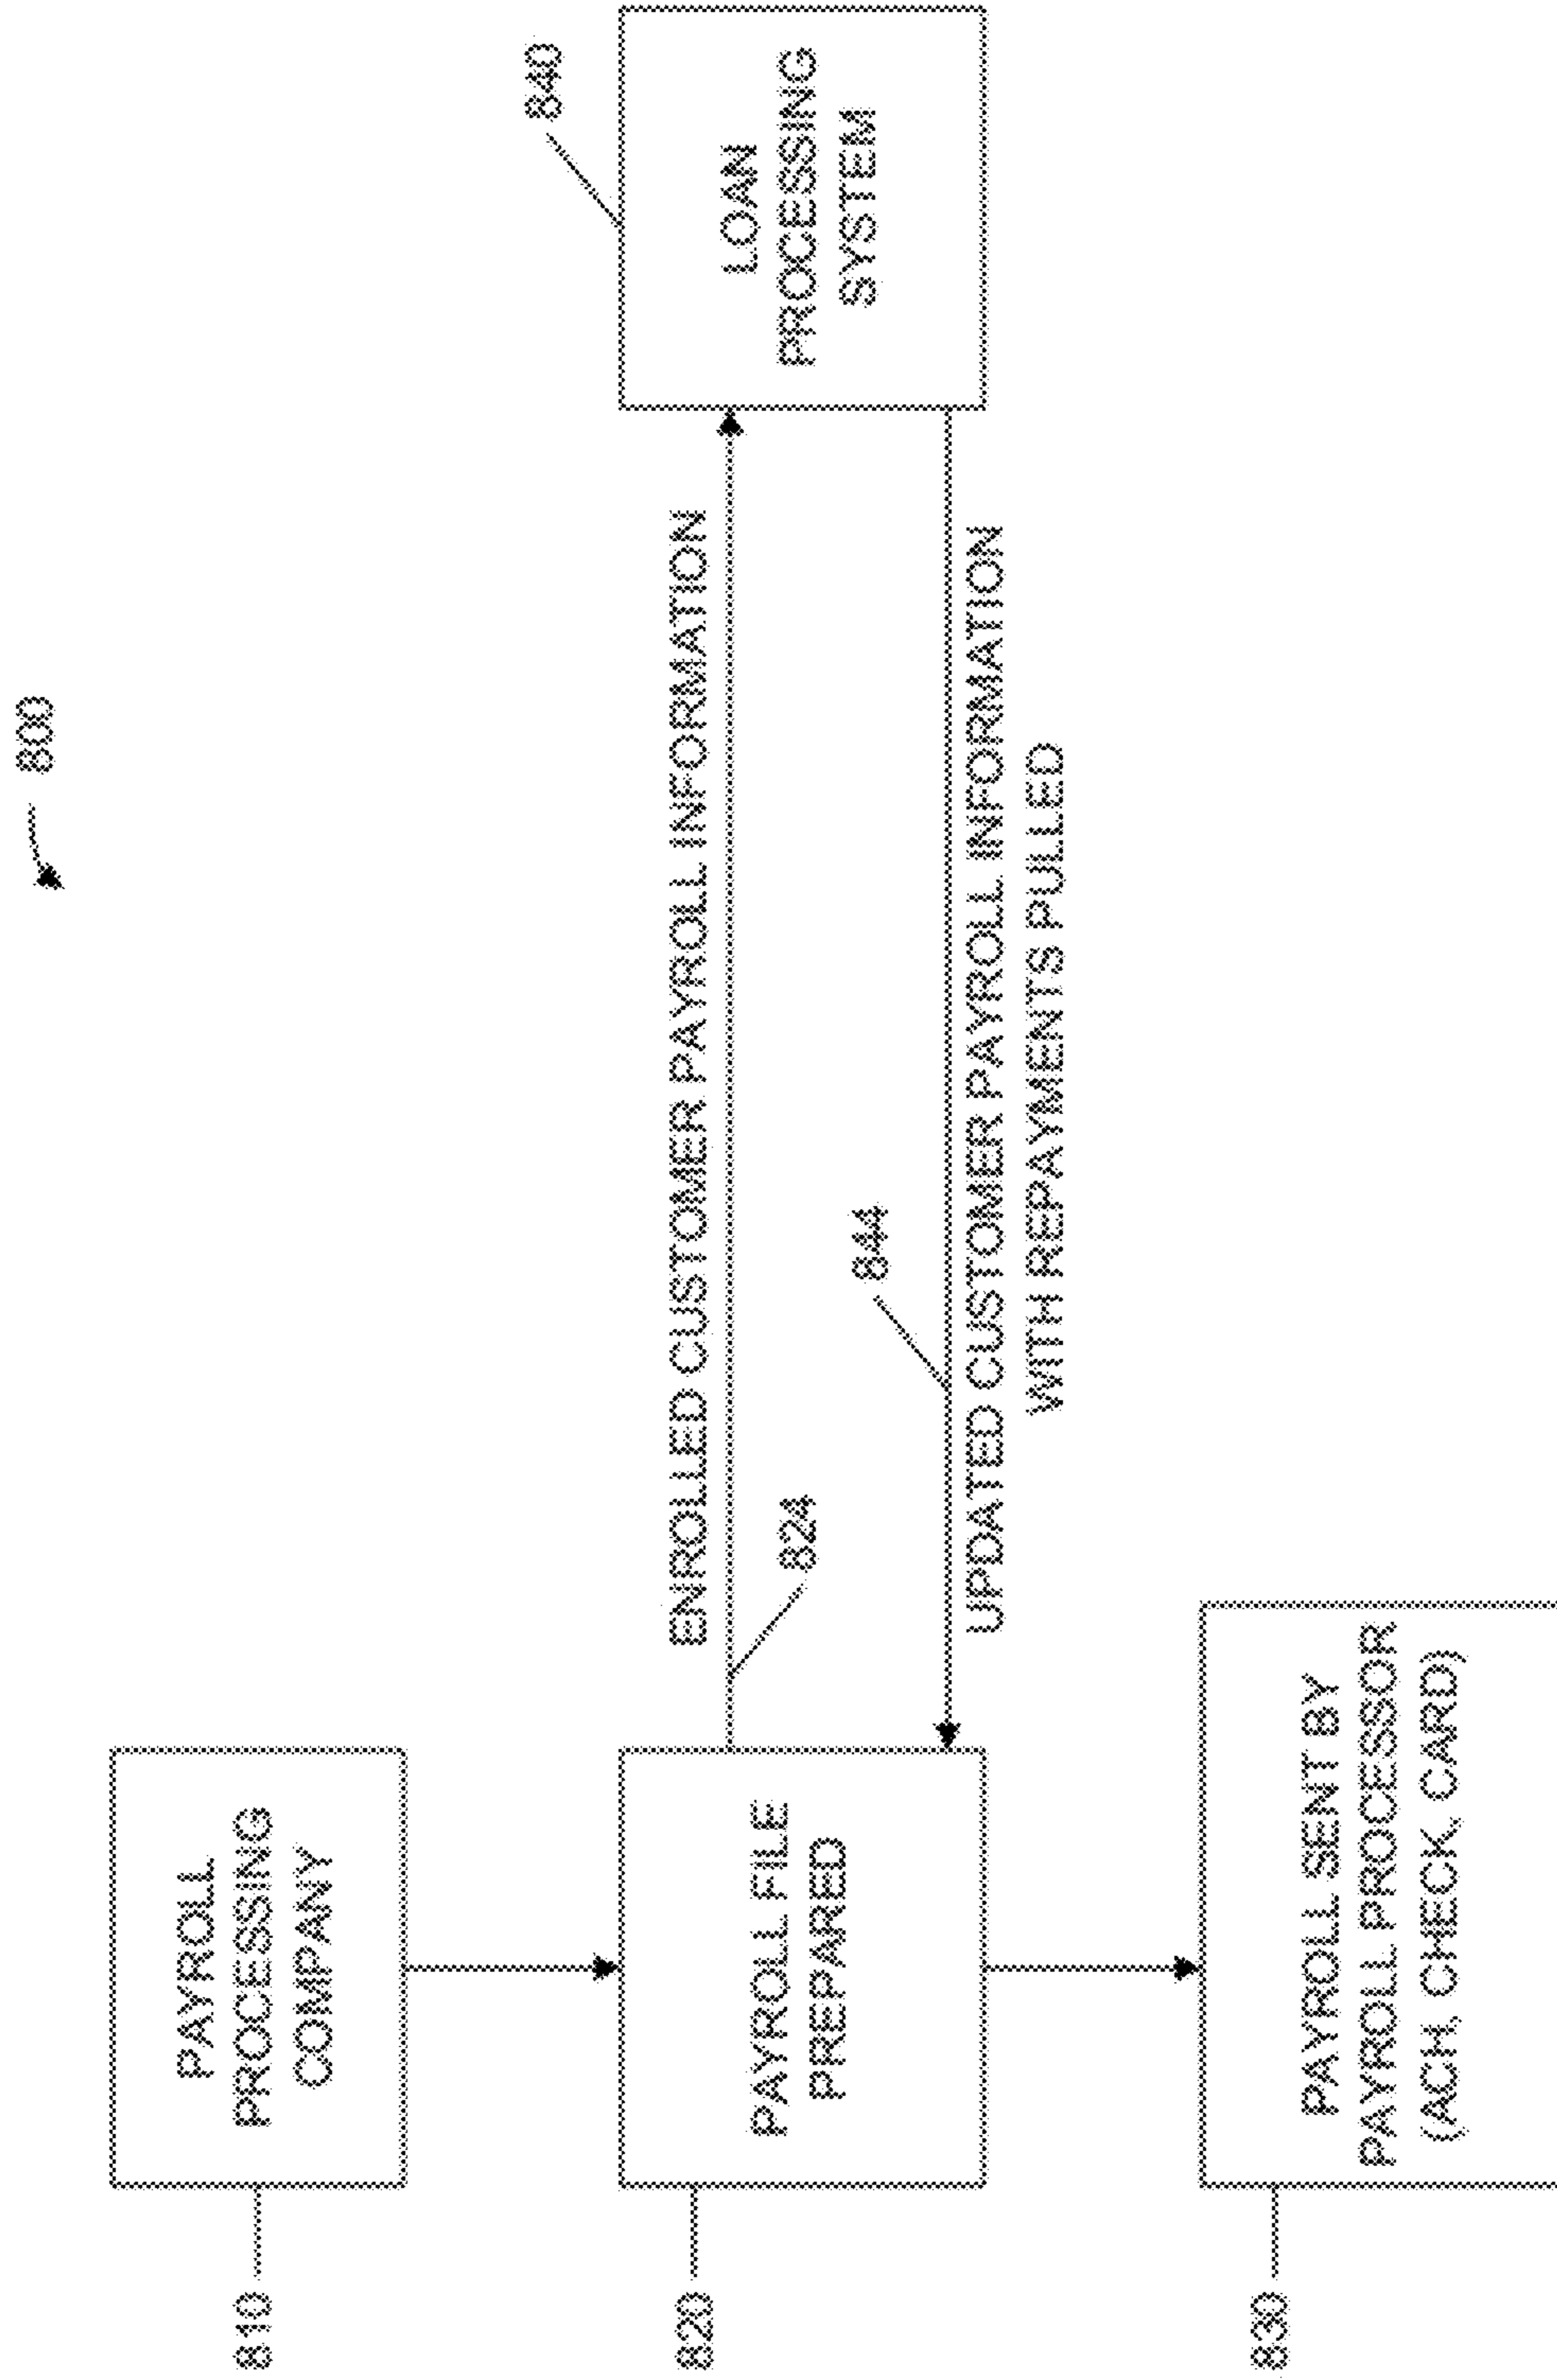 800
810
PAYROLL
PROCESSING
COMPANY
820
PAYROLL FILE
PREPARED
824
ENROLLED CUSTOMER PAYROLL INFORMATION
844
UPDATED CUSTOMER PAYROLL INFORMATION
WITH REPAYMENTS PULLED
840
LOAN
PROCESSING
SYSTEM
830
PAYROLL SENT BY
PAYROLL PROCESSOR
(ACH, CHECK, CARD)